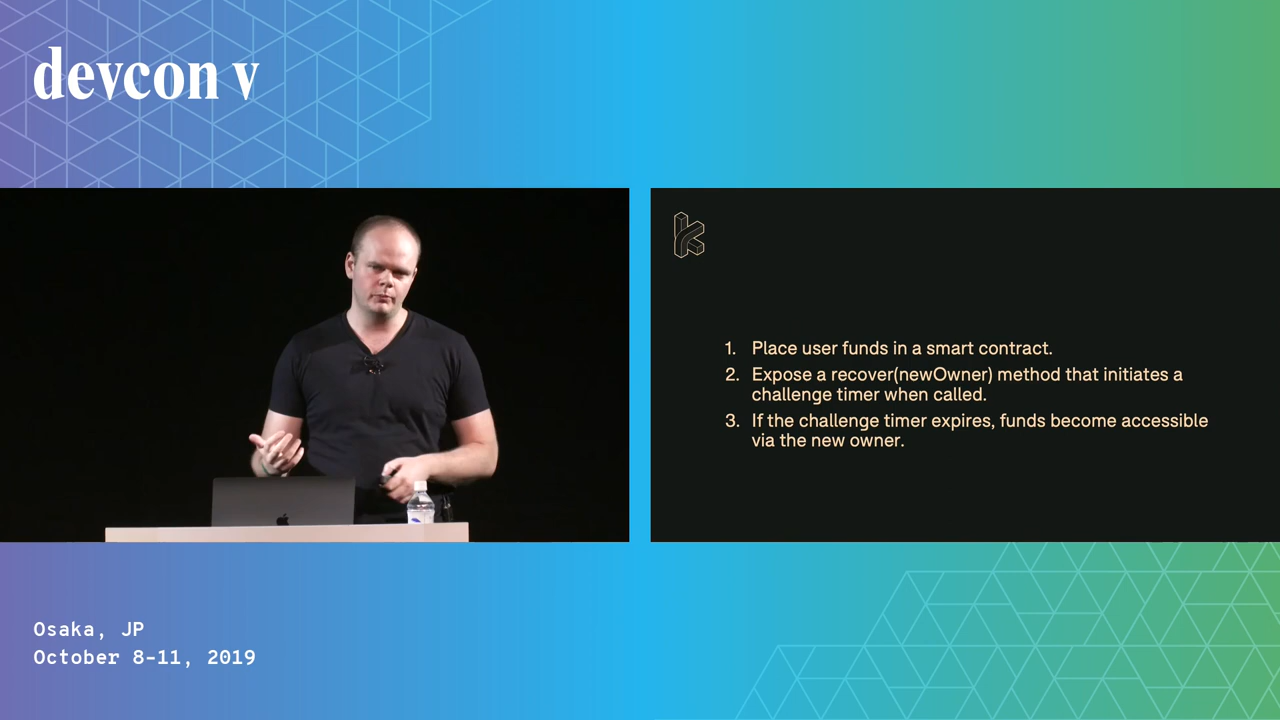 devcon v
1. Place user funds in a smart contract.
2. Expose a recover(newOwner) method that initiates a
challenge timer when called.
3. If the challenge timer expires, funds become accessible
via the new owner.
Osaka, JP
October 8-11, 2019